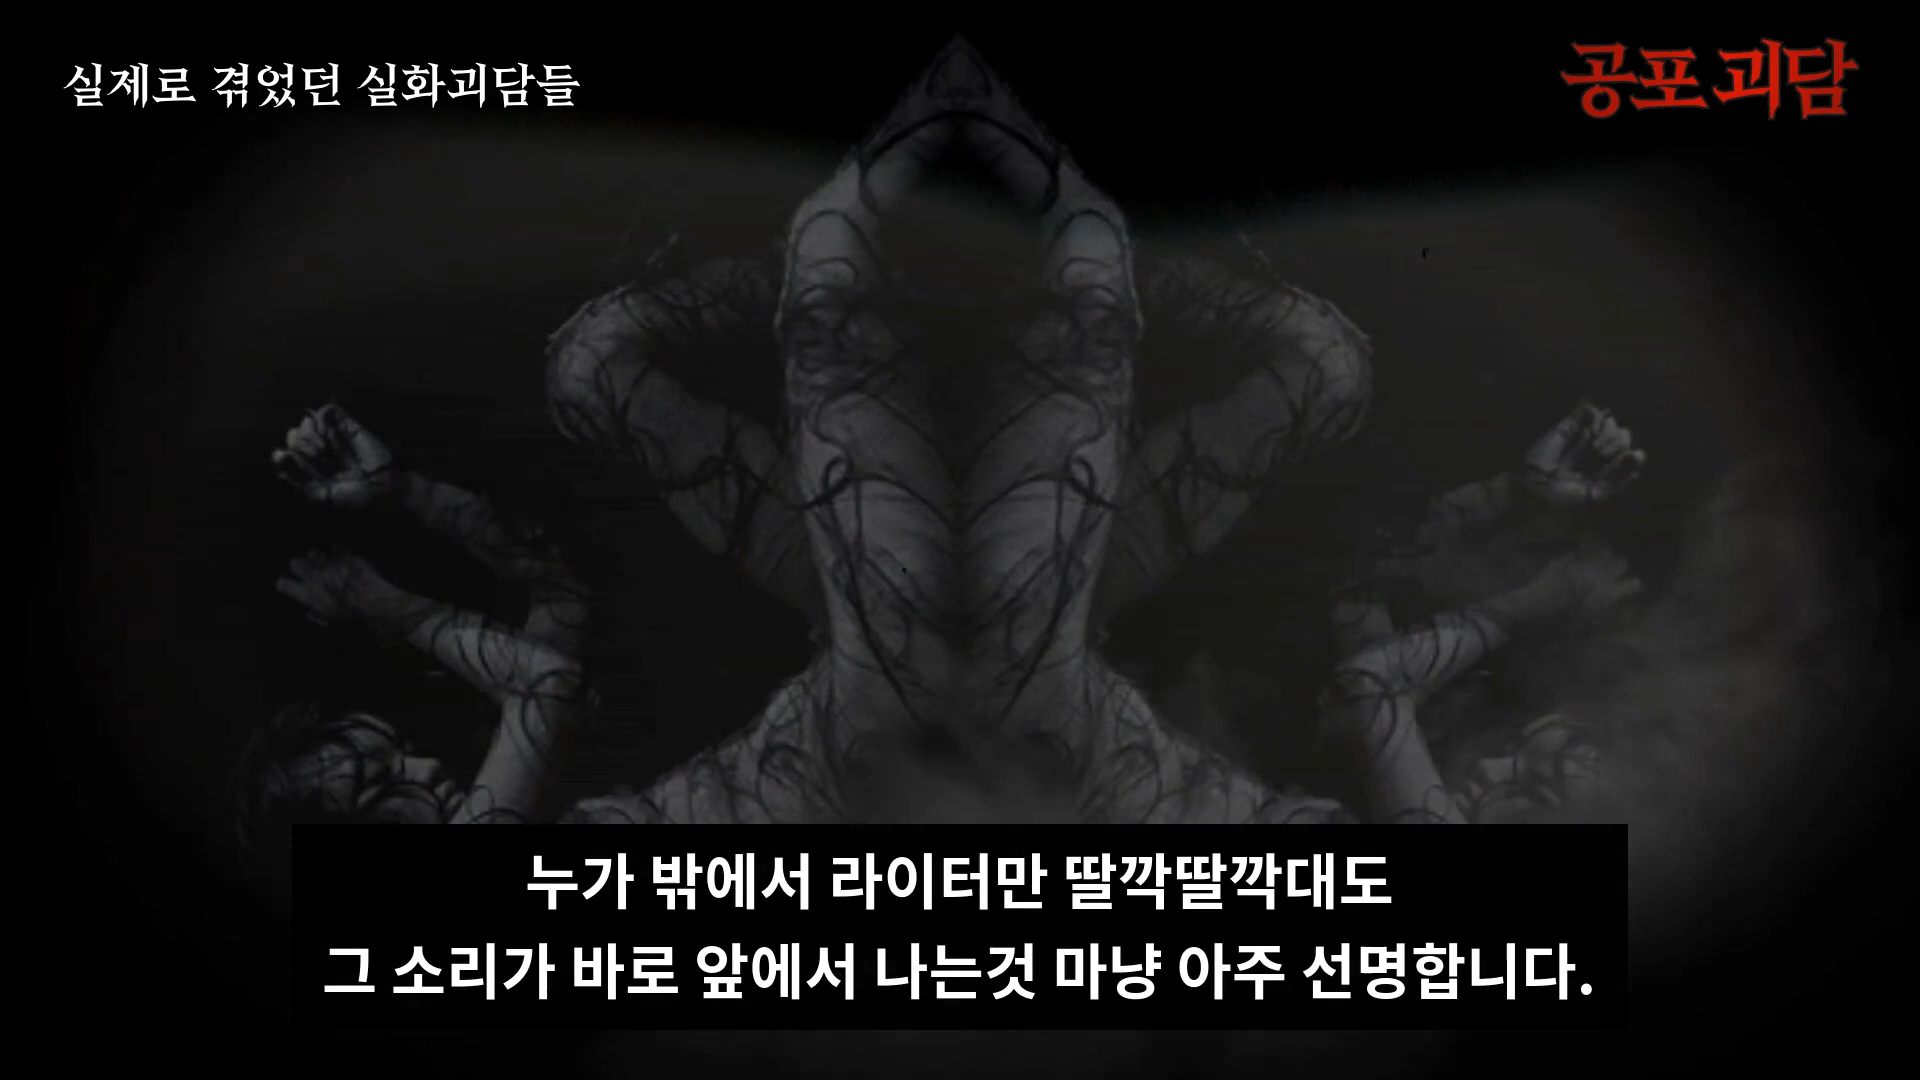 실제로 겪었던 실화괴담들
공포 괴담
누가 밖에서 라이터만 딸깍딸깍대도
그 소리가 바로 앞에서 나는것 마냥 아주 선명합니다.